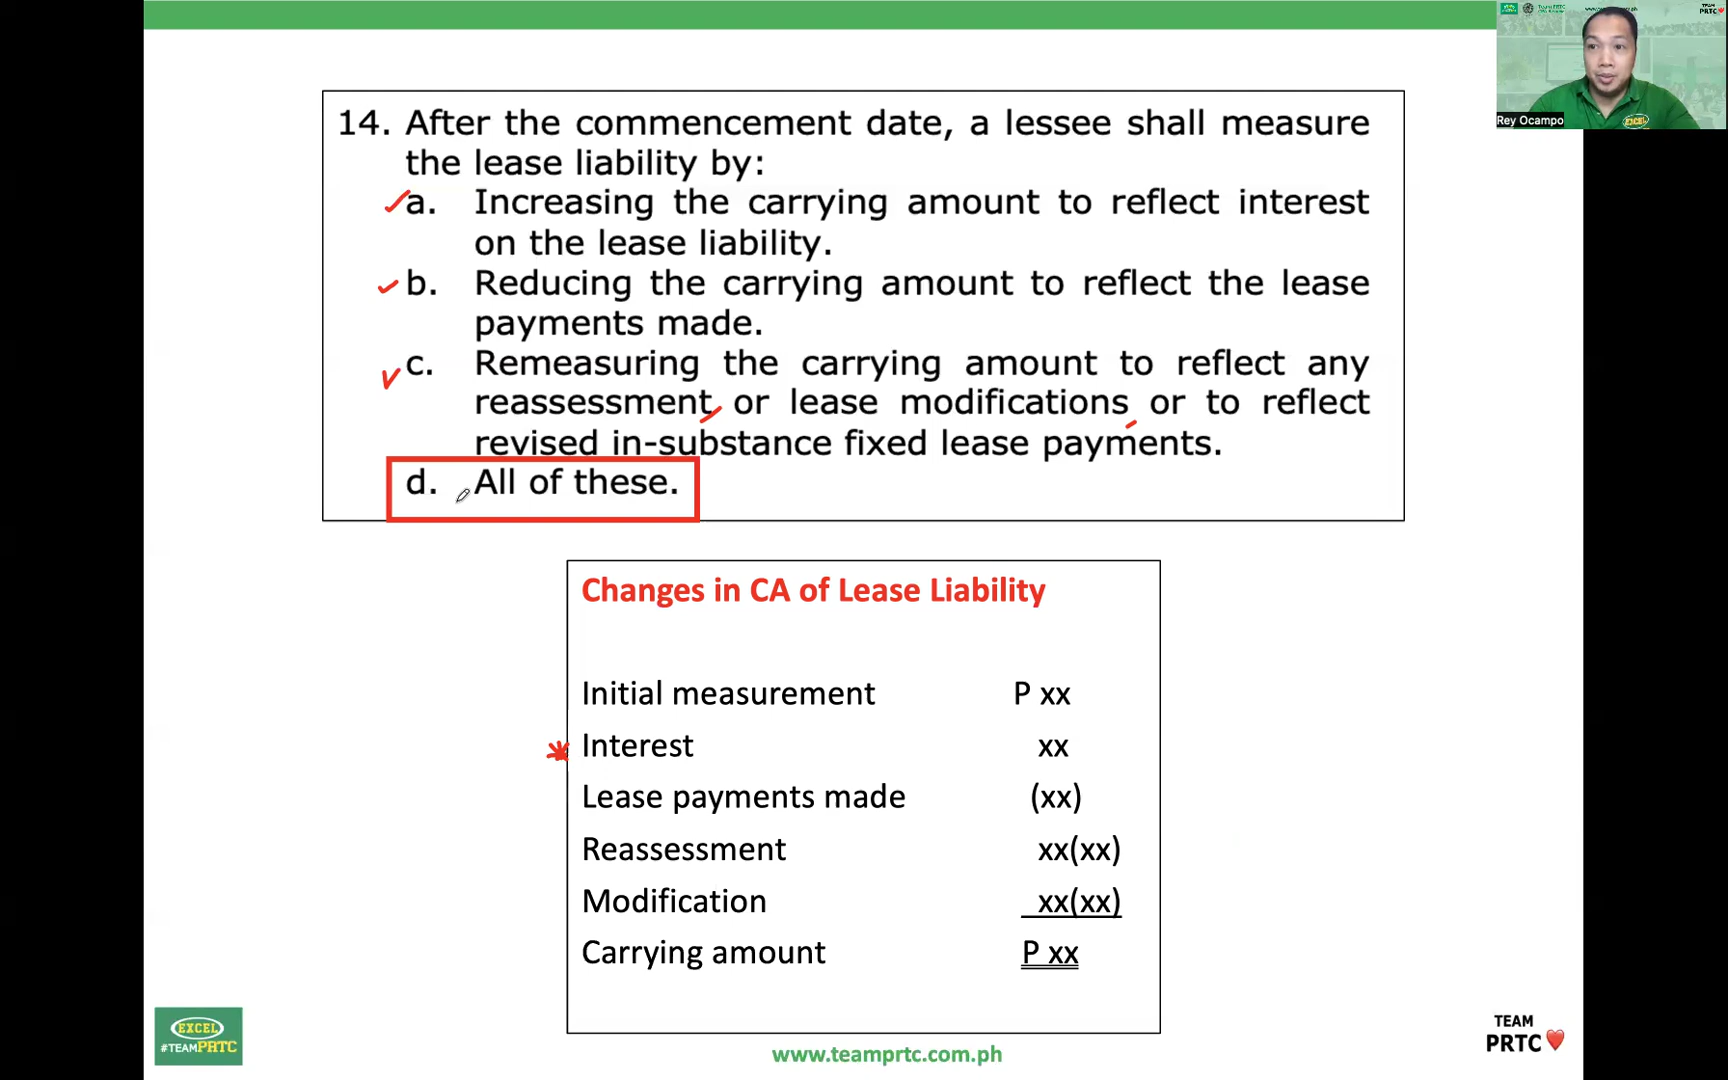 14. After the commencement date, a lessee shall measure
the lease liability by:
a. Increasing the carrying amount to reflect interest
on the lease liability.
b. Reducing the carrying amount to reflect the lease
payments made.
c. Remeasuring the carrying amount to reflect any
reassessment or lease modifications or to reflect
revised in-substance fixed lease payments.
d. All of these.
Changes in CA of Lease Liability
Initial measurement P xx
Interest xx
Lease payments made (xx)
Reassessment xx(xx)
Modification xx(xx)
Carrying amount P xx
Rey Ocampo
EXCEL
EXCEL
#TEAMPRTC
www.teamprtc.com.ph
TEAM
PRTC